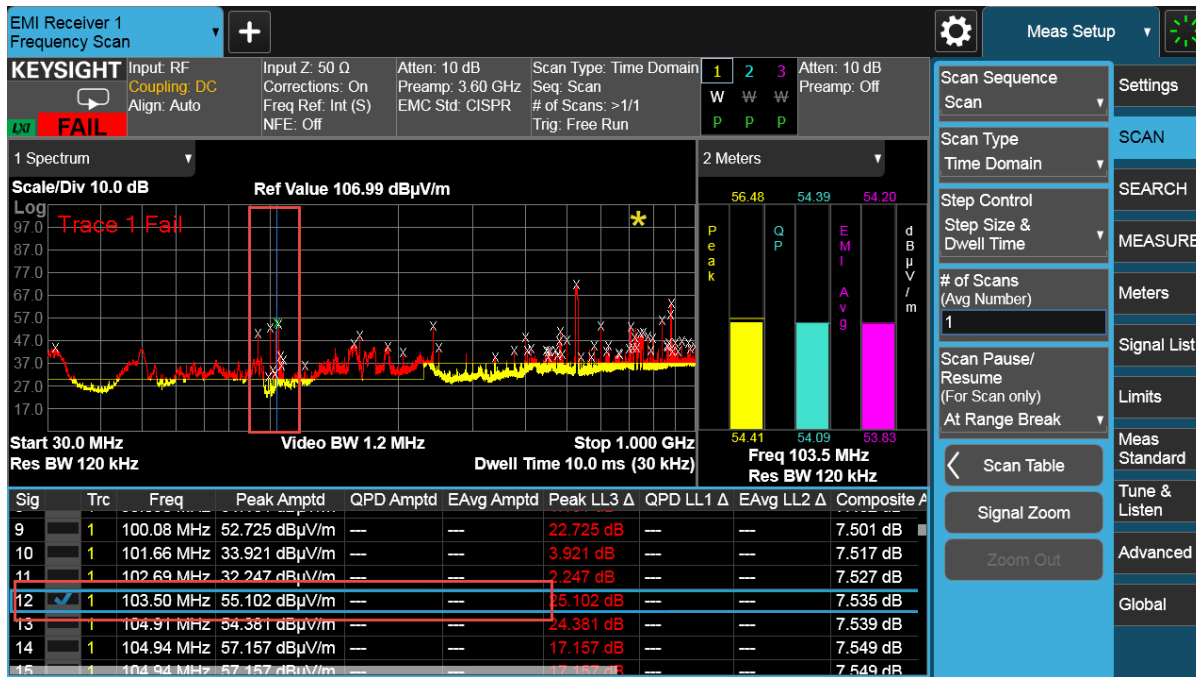 EMI Receiver 1
Frequency Scan
+
Meas Setup
KEYSIGHT
LXI FAIL
Input: RF
Coupling: DC
Align: Auto
Input Z: 50 Ω
Corrections: On
Freq Ref: Int (S)
NFE: Off
Atten: 10 dB
Preamp: 3.60 GHz
EMC Std: CISPR
Scan Type: Time Domain
Seq: Scan
# of Scans: >1/1
Trig: Free Run
1 2 3
W W W
P P P
Atten: 10 dB
Preamp: Off
1 Spectrum
Scale/Div 10.0 dB
Ref Value 106.99 dBµV/m
Log
Trace 1 Fail
*
97.0
87.0
77.0
67.0
57.0
47.0
37.0
27.0
17.0
Start 30.0 MHz
Video BW 1.2 MHz
Stop 1.000 GHz
Res BW 120 kHz
Dwell Time 10.0 ms (30 kHz)
2 Meters
56.48 54.39 54.20
Peak
QP
EMI Avg
dBµV/m
54.41 54.09 53.83
Freq 103.5 MHz
Res BW 120 kHz
Sig Trc Freq Peak Amptd QPD Amptd EAvg Amptd Peak LL3 Δ QPD LL1 Δ EAvg LL2 Δ Composite A
9 1 100.08 MHz 52.725 dBµV/m --- --- 22.725 dB --- --- 7.501 dB
10 1 101.66 MHz 33.921 dBµV/m --- --- 3.921 dB --- --- 7.517 dB
11 1 102.69 MHz 32.247 dBµV/m --- --- 2.247 dB --- --- 7.527 dB
12 1 103.50 MHz 55.102 dBµV/m --- --- 25.102 dB --- --- 7.535 dB
13 1 104.91 MHz 54.381 dBµV/m --- --- 24.381 dB --- --- 7.539 dB
14 1 104.94 MHz 57.157 dBµV/m --- --- 17.157 dB --- --- 7.549 dB
15 1 104.94 MHz 57.157 dBµV/m --- --- 17.157 dB --- --- 7.549 dB
Scan Sequence
Scan
Scan Type
Time Domain
Step Control
Step Size &
Dwell Time
# of Scans
(Avg Number)
1
Scan Pause/
Resume
(For Scan only)
At Range Break
Scan Table
Signal Zoom
Zoom Out
Settings
SCAN
SEARCH
MEASURE
Meters
Signal List
Limits
Meas
Standard
Tune &
Listen
Advanced
Global